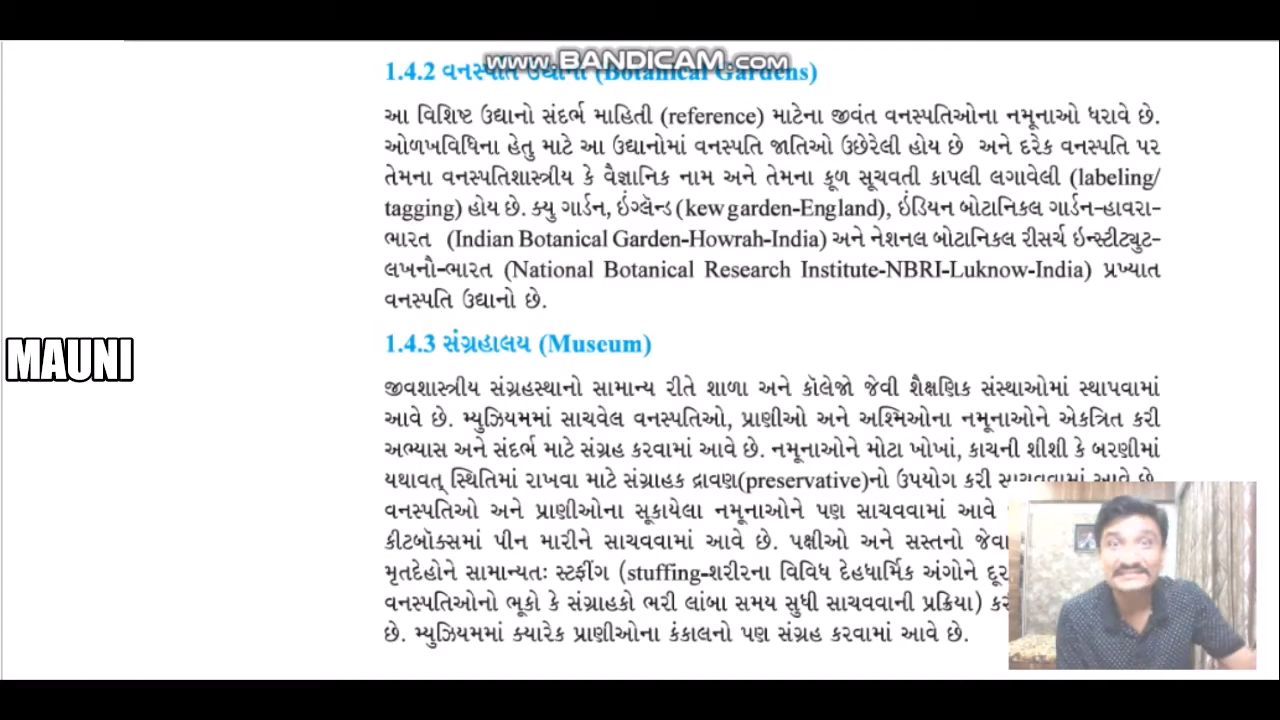 www.BANDICAM.com
1.4.2 વનસ્પતિ ઉદ્યાનો (Botanical Gardens)
આ વિશિષ્ટ ઉદ્યાનો સંદર્ભ માહિતી (reference) માટેના જીવંત વનસ્પતિઓના નમૂનાઓ ધરાવે છે.
ઓળખવિધિના હેતુ માટે આ ઉદ્યાનોમાં વનસ્પતિ જાતિઓ ઉછેરેલી હોય છે અને દરેક વનસ્પતિ પર
તેમના વનસ્પતિશાસ્ત્રીય કે વૈજ્ઞાનિક નામ અને તેમના કૂળ સૂચવતી કાપલી લગાવેલી (labeling/
tagging) હોય છે. ક્યુ ગાર્ડન, ઇંગ્લૅન્ડ (kew garden-England), ઇંડિયન બોટાનિકલ ગાર્ડન-હાવરા-
ભારત (Indian Botanical Garden-Howrah-India) અને નેશનલ બોટાનિકલ રીસર્ચ ઇન્સ્ટીટ્યુટ-
લખનૌ-ભારત (National Botanical Research Institute-NBRI-Luknow-India) પ્રખ્યાત
વનસ્પતિ ઉદ્યાનો છે.
1.4.3 સંગ્રહાલય (Museum)
MAUNI
જીવશાસ્ત્રીય સંગ્રહસ્થાનો સામાન્ય રીતે શાળા અને કૉલેજો જેવી શૈક્ષણિક સંસ્થાઓમાં સ્થાપવામાં
આવે છે. મ્યુઝિયમમાં સાચવેલ વનસ્પતિઓ, પ્રાણીઓ અને અશ્મિઓના નમૂનાઓને એકત્રિત કરી
અભ્યાસ અને સંદર્ભ માટે સંગ્રહ કરવામાં આવે છે. નમૂનાઓને મોટા ખોખાં, કાચની શીશી કે બરણીમાં
યથાવત્ સ્થિતિમાં રાખવા માટે સંગ્રાહક દ્રાવણ(preservative)નો ઉપયોગ કરી સાચવવામાં આવે છે.
વનસ્પતિઓ અને પ્રાણીઓના સૂકાયેલા નમૂનાઓને પણ સાચવવામાં આવે
કીટબૉક્સમાં પીન મારીને સાચવવામાં આવે છે. પક્ષીઓ અને સસ્તનો જેવા
મૃતદેહોને સામાન્યતઃ સ્ટફીંગ (stuffing-શરીરના વિવિધ દેહધાર્મિક અંગોને દૂર
વનસ્પતિઓનો ભૂકો કે સંગ્રાહકો ભરી લાંબા સમય સુધી સાચવવાની પ્રક્રિયા)
છે. મ્યુઝિયમમાં ક્યારેક પ્રાણીઓના કંકાલનો પણ સંગ્રહ કરવામાં આવે છે.